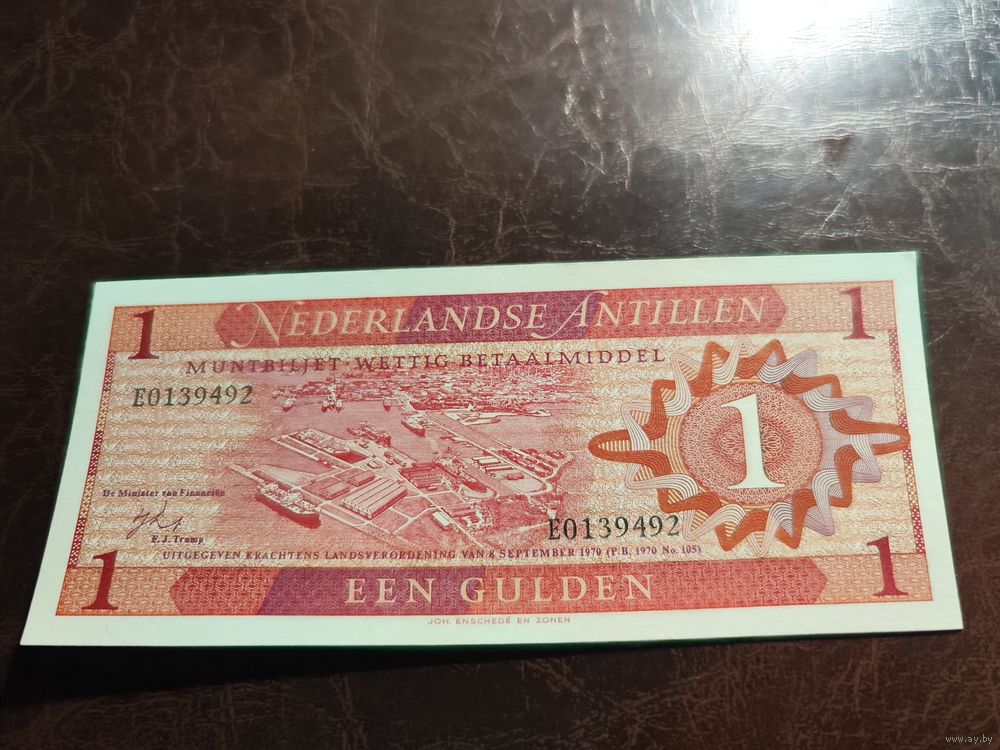 1
NEDERLANDSE ANTILLEN
1
MUNTBILJET·WETTIG BETAALMIDDEL
E0139492
1
De Minister van Financiën
E.J. Tromp
E0139492
UITGEGEVEN KRACHTENS LANDSVERORDENING VAN 8 SEPTEMBER 1970 (P.B. 1970 No. 105)
1
EEN GULDEN
1
JOH. ENSCHEDÉ EN ZONEN
www.ay.by